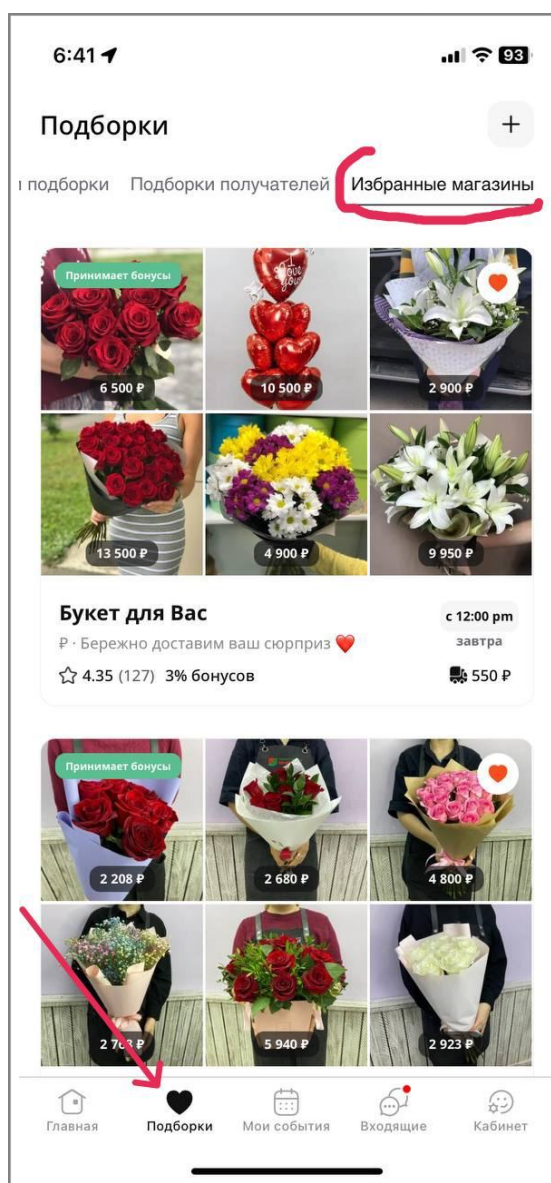 6:41
93
Подборки
+
подборки Подборки получателей Избранные магазины
Принимает бонусы
I Love you!
6 500 ₽ 10 500 ₽ 2 900 ₽
13 500 ₽ 4 900 ₽ 9 950 ₽
Букет для Вас
с 12:00 pm
₽ · Бережно доставим ваш сюрприз ❤️
завтра
4.35 (127) 3% бонусов
550 ₽
Принимает бонусы
2 208 ₽ 2 680 ₽ 4 800 ₽
5 940 ₽ 2 923 ₽
Главная Подборки Мои события Входящие Кабинет